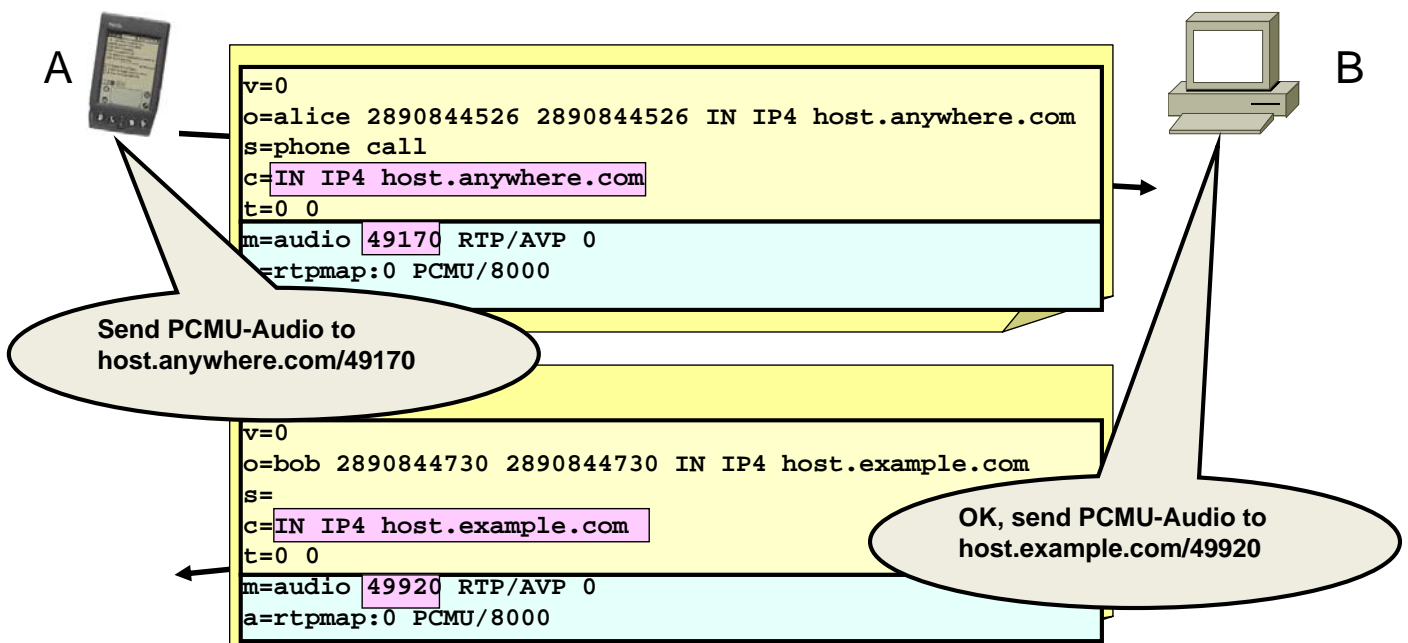 A
B
v=0
o=alice 2890844526 2890844526 IN IP4 host.anywhere.com
s=phone call
c=IN IP4 host.anywhere.com
t=0 0
m=audio 49170 RTP/AVP 0
=rtpmap:0 PCMU/8000
Send PCMU-Audio to
host.anywhere.com/49170
v=0
o=bob 2890844730 2890844730 IN IP4 host.example.com
s=
c=IN IP4 host.example.com
t=0 0
m=audio 49920 RTP/AVP 0
a=rtpmap:0 PCMU/8000
OK, send PCMU-Audio to
host.example.com/49920